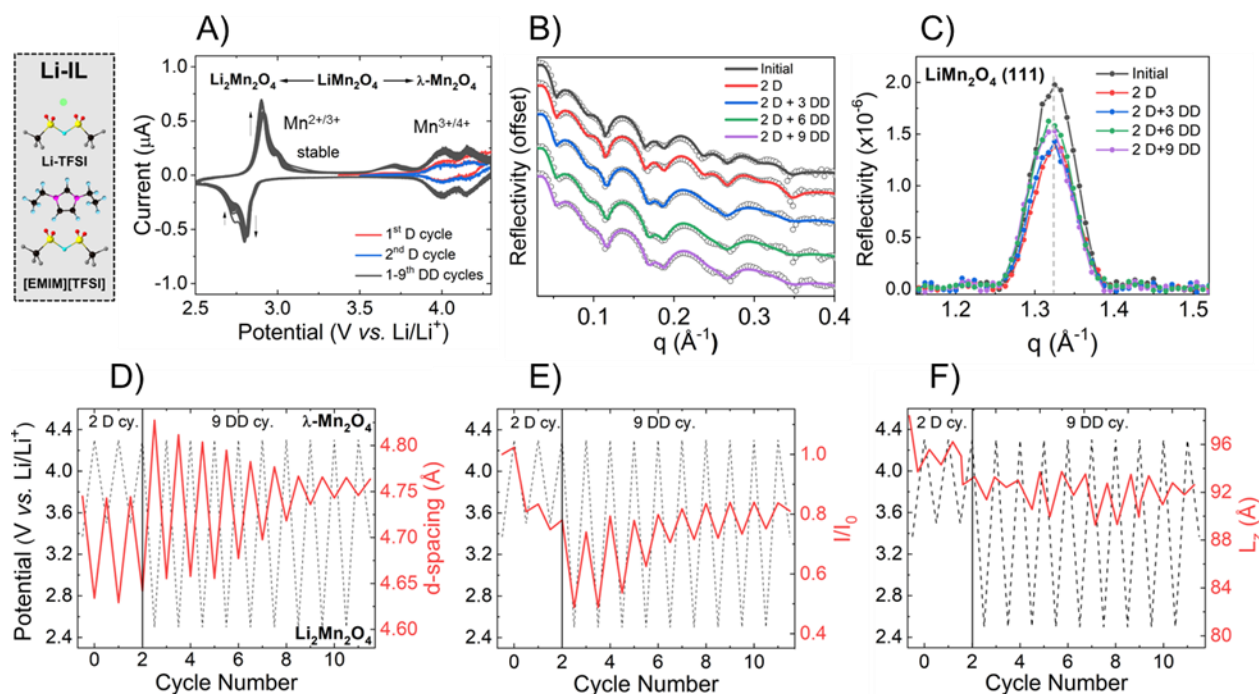 Li-IL
Li-TFSI
[EMIM][TFSI]
A)
Li₂Mn₂O₄ ⟵ LiMn₂O₄ ⟶ λ-Mn₂O₄
Mn²⁺/³⁺
stable
Mn³⁺/⁴⁺
1ˢᵗ D cycle
2ⁿᵈ D cycle
1-9ᵗʰ DD cycles
Current (μA)
1.0
0.5
0.0
-0.5
-1.0
2.5 3.0 3.5 4.0
Potential (V vs. Li/Li⁺)
B)
Initial
2 D
2 D + 3 DD
2 D + 6 DD
2 D + 9 DD
Reflectivity (offset)
0.1 0.2 0.3 0.4
q (Å⁻¹)
C)
LiMn₂O₄ (111)
Initial
2 D
2 D+3 DD
2 D+6 DD
2 D+9 DD
Reflectivity (x10⁻⁶)
2.0
1.5
1.0
0.5
0.0
1.2 1.3 1.4 1.5
q (Å⁻¹)
D)
2 D cy.
9 DD cy.
λ-Mn₂O₄
Li₂Mn₂O₄
Potential (V vs. Li/Li⁺)
4.4
4.0
3.6
3.2
2.8
2.4
0 2 4 6 8 10
Cycle Number
4.80
4.75
4.70
4.65
4.60
d-spacing (Å)
E)
2 D cy.
9 DD cy.
4.4
4.0
3.6
3.2
2.8
2.4
0 2 4 6 8 10
Cycle Number
1.0
0.8
0.6
0.4
I/I₀
F)
2 D cy.
9 DD cy.
4.4
4.0
3.6
3.2
2.8
2.4
0 2 4 6 8 10
Cycle Number
96
92
88
84
80
L_z (Å)